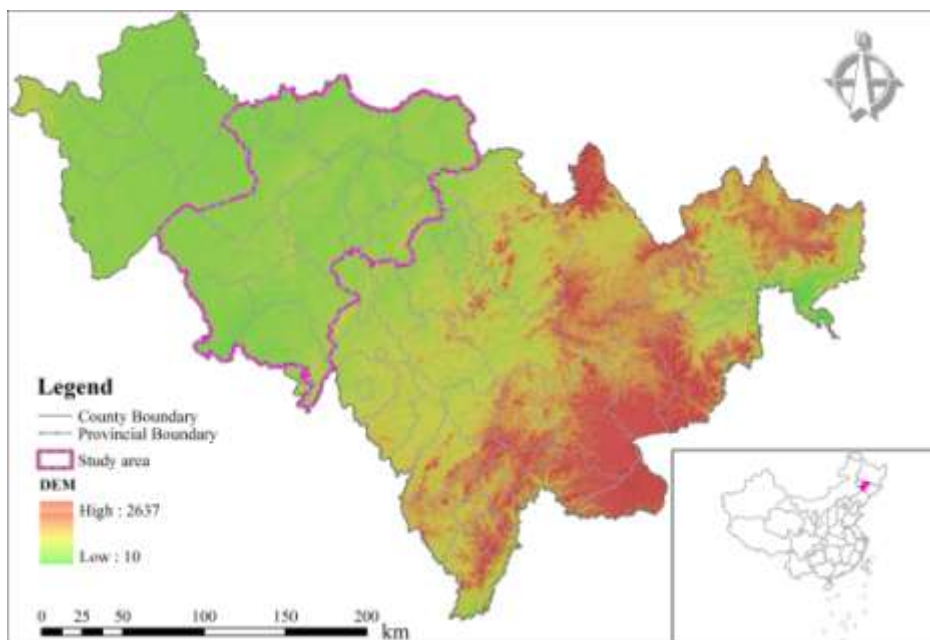 Legend
County Boundary
Provincial Boundary
Study area
DEM
High : 2637
Low : 10
0 25 50 100 150 200
km